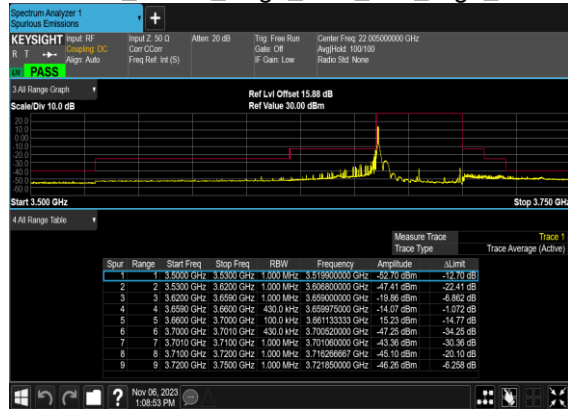 Spectrum Analyzer 1
Spurious Emissions
+
KEYSIGHT
R T
PASS
Input: RF
Coupling: DC
Align: Auto
Input Z: 50 Ω
Corr CCorr
Freq Ref: Int (S)
Atten: 20 dB
Trig: Free Run
Gate: Off
IF Gain: Low
Center Freq: 22.005000000 GHz
Avg|Hold: 100/100
Radio Std: None
3 All Range Graph
Scale/Div 10.0 dB
Ref Lvl Offset 15.88 dB
Ref Value 30.00 dBm
20.0
10.0
0.00
-10.0
-20.0
-30.0
-40.0
-50.0
-60.0
Start 3.500 GHz
Stop 3.750 GHz
4 All Range Table
Measure Trace Trace 1
Trace Type Trace Average (Active)
Spur Range Start Freq Stop Freq RBW Frequency Amplitude ΔLimit
1 1 3.5000 GHz 3.5300 GHz 1.000 MHz 3.519900000 GHz -52.70 dBm -12.70 dB
2 2 3.5300 GHz 3.6200 GHz 1.000 MHz 3.606800000 GHz -47.41 dBm -22.41 dB
3 3 3.6200 GHz 3.6590 GHz 1.000 MHz 3.659000000 GHz -19.86 dBm -6.862 dB
4 4 3.6590 GHz 3.6600 GHz 430.0 kHz 3.659975000 GHz -14.07 dBm -1.072 dB
5 5 3.6600 GHz 3.7000 GHz 100.0 kHz 3.661133333 GHz 15.23 dBm -14.77 dB
6 6 3.7000 GHz 3.7010 GHz 430.0 kHz 3.700520000 GHz -47.25 dBm -34.25 dB
7 7 3.7010 GHz 3.7100 GHz 1.000 MHz 3.701060000 GHz -43.36 dBm -30.36 dB
8 8 3.7100 GHz 3.7200 GHz 1.000 MHz 3.716266667 GHz -45.10 dBm -20.10 dB
9 9 3.7200 GHz 3.7500 GHz 1.000 MHz 3.721850000 GHz -46.26 dBm -6.258 dB
?
Nov 06, 2023
1:08:53 PM